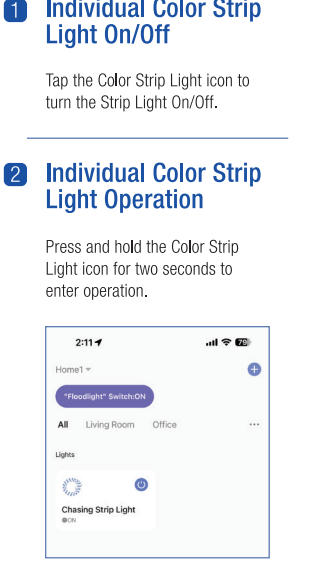 1 Individual Color Strip
Light On/Off
Tap the Color Strip Light icon to
turn the Strip Light On/Off.
2 Individual Color Strip
Light Operation
Press and hold the Color Strip
Light icon for two seconds to
enter operation.
2:11 79
Home1
"Floodlight" Switch:ON
All Living Room Office ...
Lights
Chasing Strip Light
ON